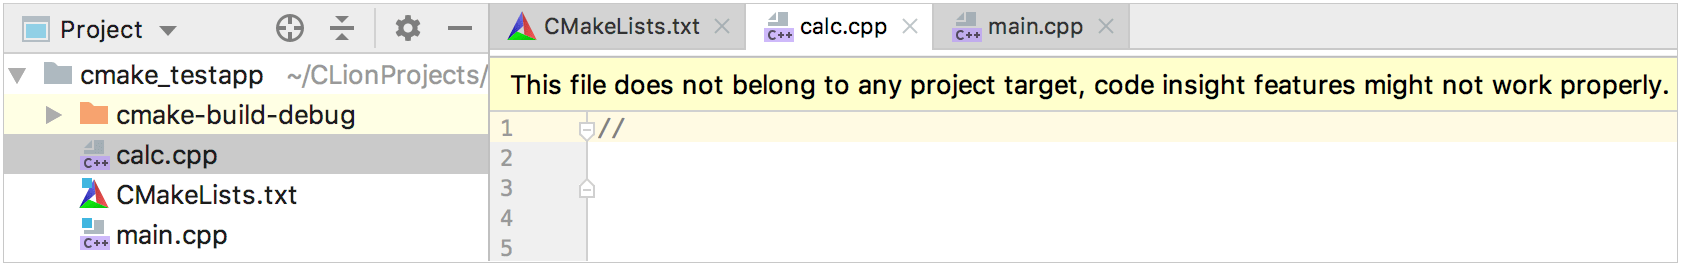 Project
cmake_testapp ~/CLionProjects/
cmake-build-debug
C++ calc.cpp
CMakeLists.txt
C++ main.cpp
CMakeLists.txt C++ calc.cpp C++ main.cpp
This file does not belong to any project target, code insight features might not work properly.
1 //
2
3
4
5